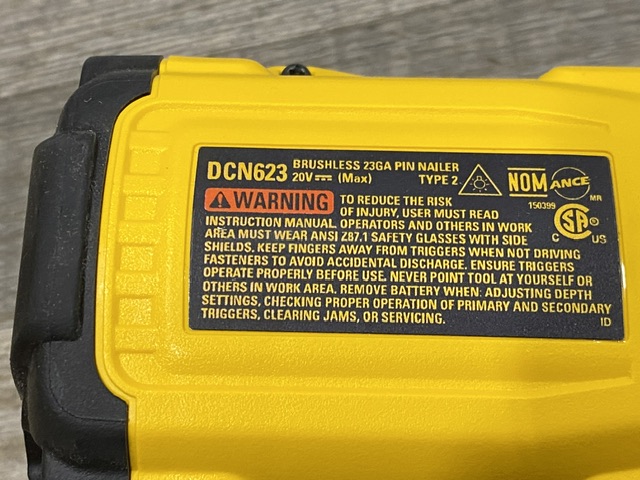 DCN623 BRUSHLESS 23GA PIN NAILER
20V (Max) TYPE 2
NOM ANCE
MR
150399
C US
WARNING TO REDUCE THE RISK
OF INJURY, USER MUST READ
INSTRUCTION MANUAL. OPERATORS AND OTHERS IN WORK
AREA MUST WEAR ANSI Z87.1 SAFETY GLASSES WITH SIDE
SHIELDS. KEEP FINGERS AWAY FROM TRIGGERS WHEN NOT DRIVING
FASTENERS TO AVOID ACCIDENTAL DISCHARGE. ENSURE TRIGGERS
OPERATE PROPERLY BEFORE USE. NEVER POINT TOOL AT YOURSELF OR
OTHERS IN WORK AREA. REMOVE BATTERY WHEN: ADJUSTING DEPTH
SETTINGS, CHECKING PROPER OPERATION OF PRIMARY AND SECONDARY
TRIGGERS, CLEARING JAMS, OR SERVICING.
ID